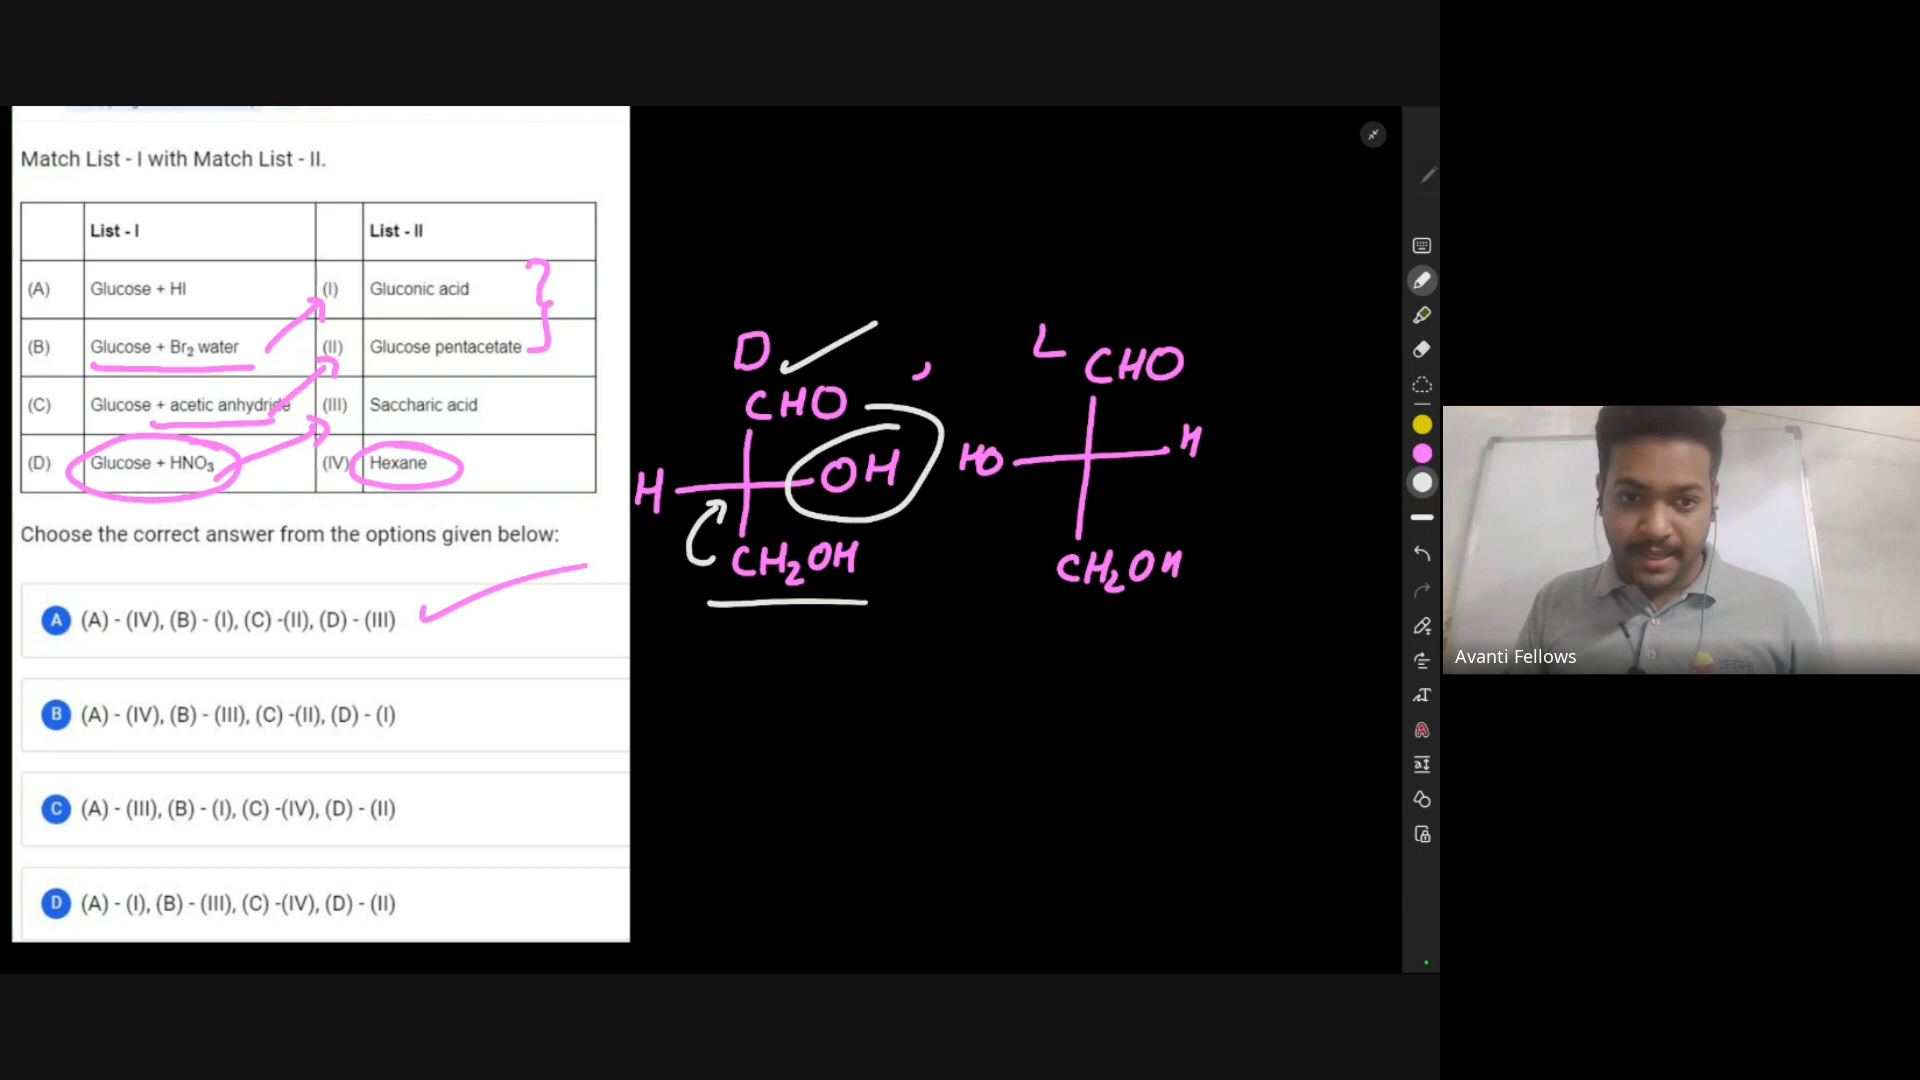 Match List - I with Match List - II.
List - I List - II
(A) Glucose + HI (I) Gluconic acid
(B) Glucose + Br₂ water (II) Glucose pentacetate
(C) Glucose + acetic anhydride (III) Saccharic acid
(D) Glucose + HNO₃ (IV) Hexane
Choose the correct answer from the options given below:
A (A) - (IV), (B) - (I), (C) -(II), (D) - (III)
B (A) - (IV), (B) - (III), (C) -(II), (D) - (I)
C (A) - (III), (B) - (I), (C) -(IV), (D) - (II)
D (A) - (I), (B) - (III), (C) -(IV), (D) - (II)
D , L
CHO CHO
H OH HO H
CH₂OH CH₂OH
Avanti Fellows